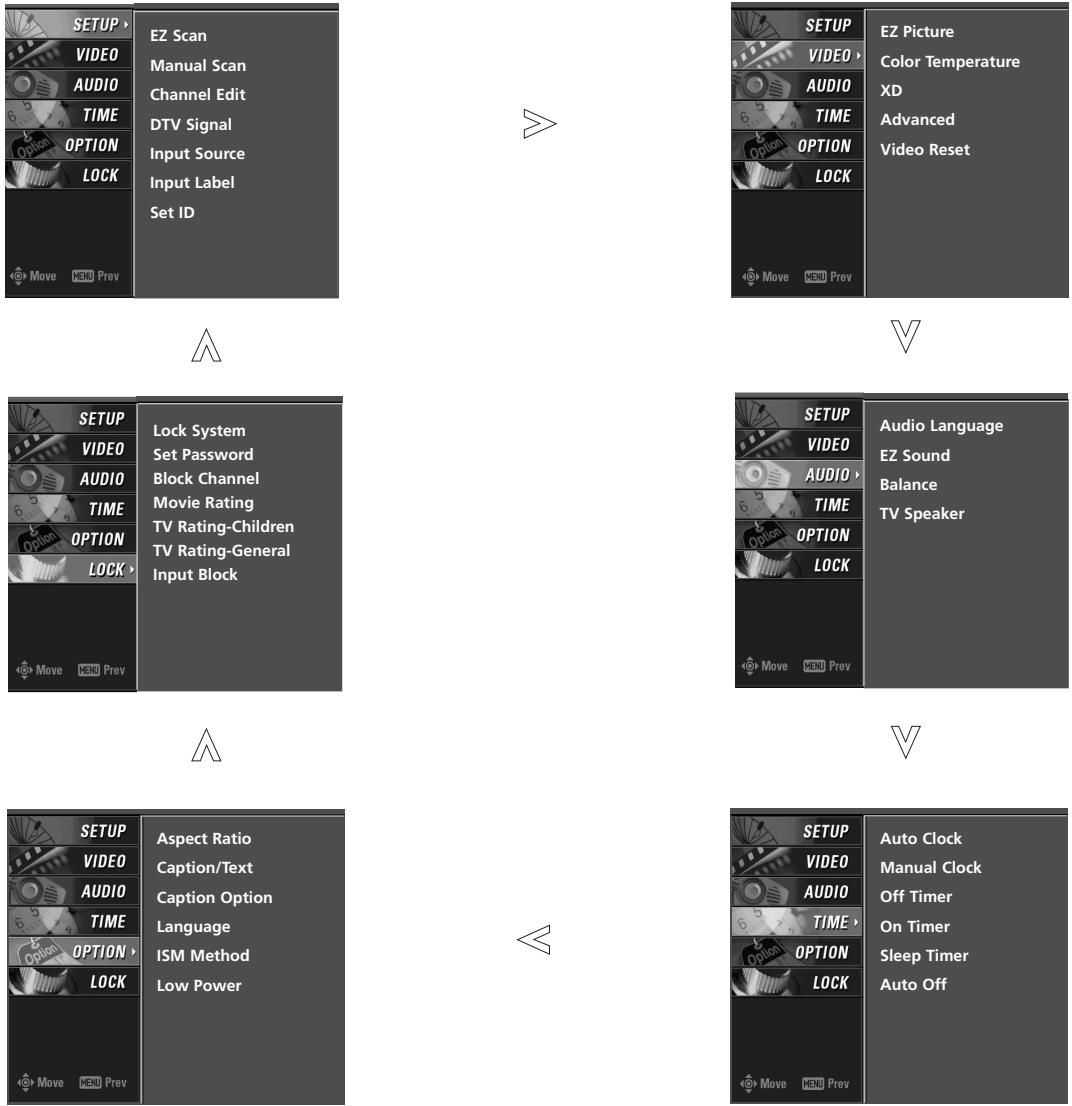 SETUP
VIDEO
AUDIO
TIME
OPTION
LOCK
Move MENU Prev
EZ Scan
Manual Scan
Channel Edit
DTV Signal
Input Source
Input Label
Set ID
SETUP
VIDEO
AUDIO
TIME
OPTION
LOCK
Move MENU Prev
EZ Picture
Color Temperature
XD
Advanced
Video Reset
SETUP
VIDEO
AUDIO
TIME
OPTION
LOCK
Move MENU Prev
Lock System
Set Password
Block Channel
Movie Rating
TV Rating-Children
TV Rating-General
Input Block
SETUP
VIDEO
AUDIO
TIME
OPTION
LOCK
Move MENU Prev
Audio Language
EZ Sound
Balance
TV Speaker
SETUP
VIDEO
AUDIO
TIME
OPTION
LOCK
Move MENU Prev
Aspect Ratio
Caption/Text
Caption Option
Language
ISM Method
Low Power
SETUP
VIDEO
AUDIO
TIME
OPTION
LOCK
Move MENU Prev
Auto Clock
Manual Clock
Off Timer
On Timer
Sleep Timer
Auto Off